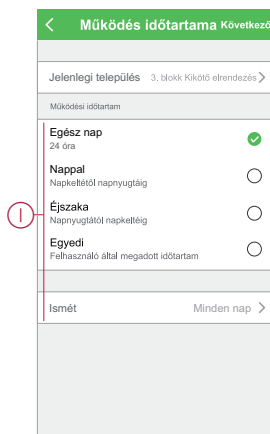 Működés időtartama Következő
Jelenlegi település 3. blokk Kikötő elrendezés
Működési időtartam
Egész nap
24 óra
Nappal
Napkeltétől napnyugtáig
Éjszaka
Napnyugtától napkeltéig
Egyedi
Felhasználó által megadott időtartam
I
Ismét Minden nap